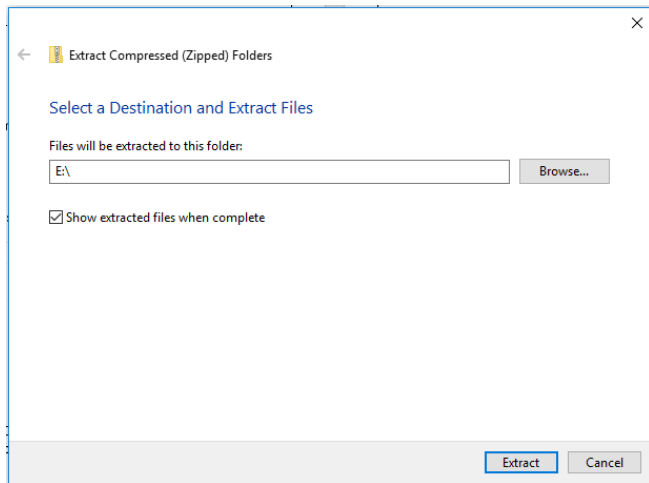 Extract Compressed (Zipped) Folders
Select a Destination and Extract Files
Files will be extracted to this folder:
E:\
Browse...
Show extracted files when complete
Extract
Cancel